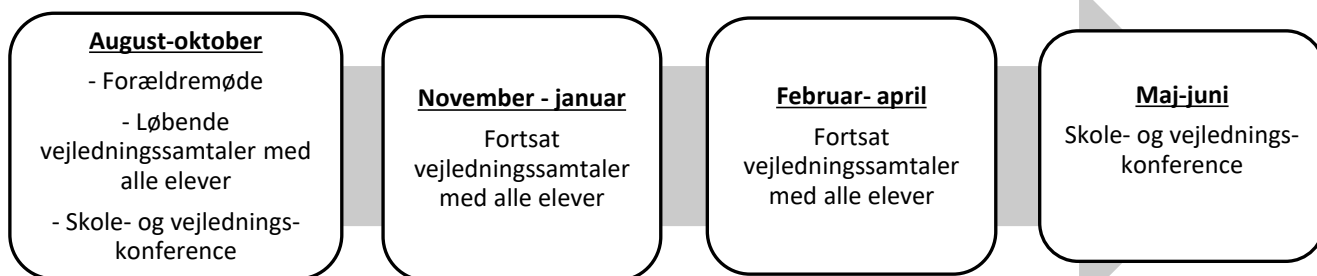 August-oktober
- Forældremøde
- Løbende
vejledningssamtaler med
alle elever
- Skole- og vejlednings-
konference
November - januar
Fortsat
vejledningssamtaler
med alle elever
Februar- april
Fortsat
vejledningssamtaler
med alle elever
Maj-juni
Skole- og vejlednings-
konference